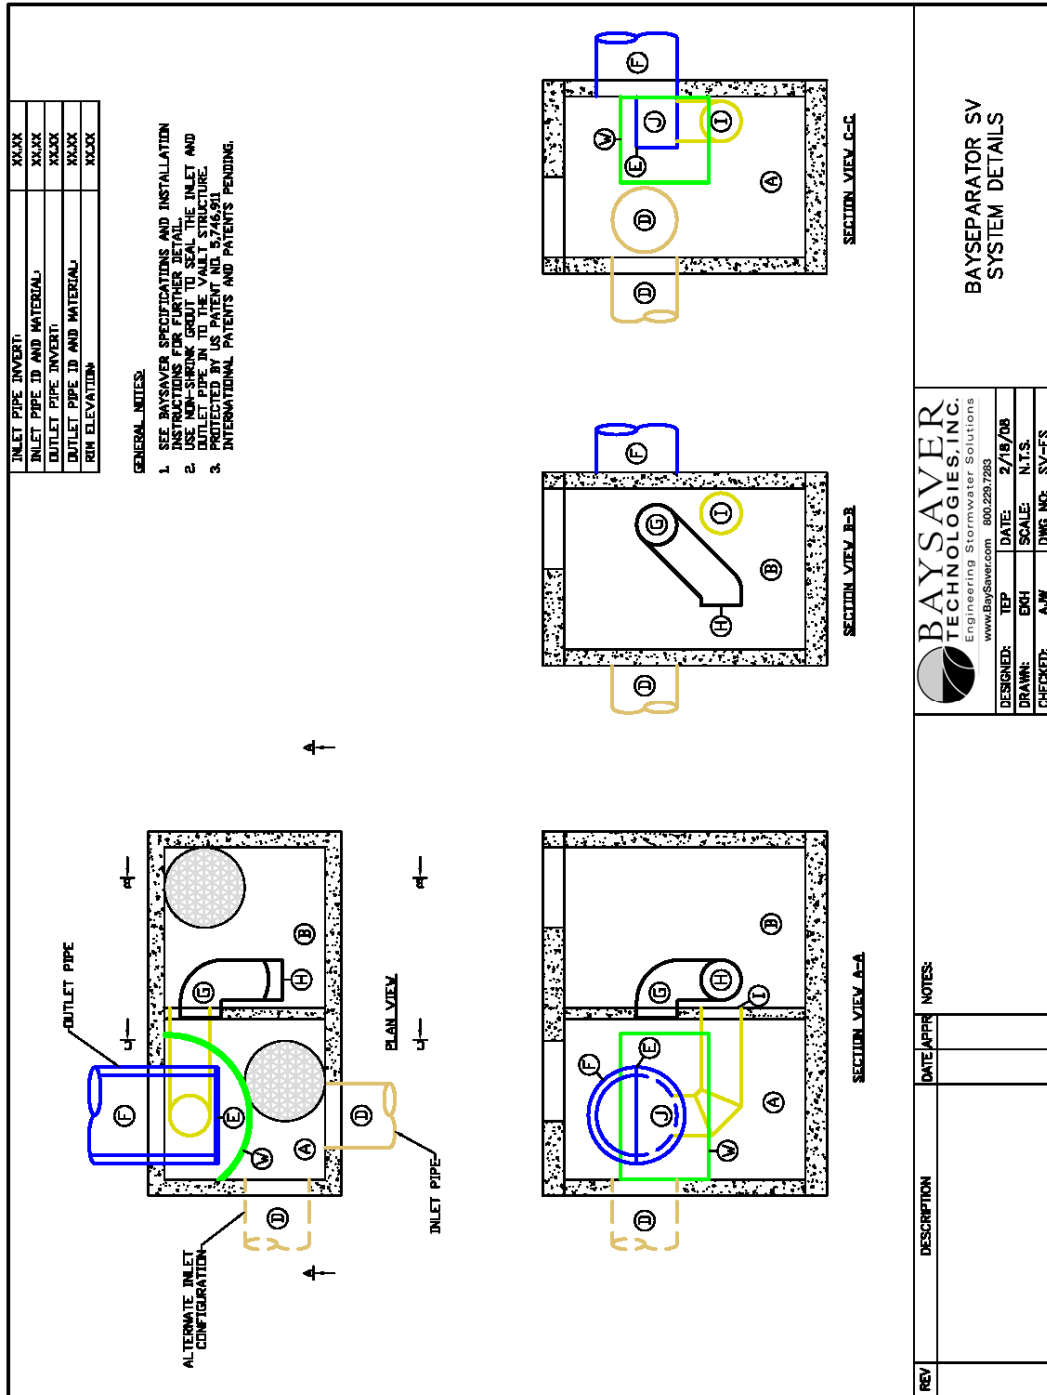 INLET PIPE INVERT: XX.XX
INLET PIPE ID AND MATERIAL: XX.XX
OUTLET PIPE INVERT: XX.XX
OUTLET PIPE ID AND MATERIAL: XX.XX
RIM ELEVATION: XX.XX
GENERAL NOTES:
1. SEE BAYSAVER SPECIFICATIONS AND INSTALLATION
INSTRUCTIONS FOR FURTHER DETAIL.
2. USE NON-SHRINK GROUT TO SEAL THE INLET AND
OUTLET PIPE IN TO THE VAULT STRUCTURE.
3. PROTECTED BY US PATENT NO. 5,746,911
INTERNATIONAL PATENTS AND PATENTS PENDING.
OUTLET PIPE
ALTERNATE INLET
CONFIGURATION
INLET PIPE
F
E
W
A
D
D
G
H
B
A
A
B
B
C
C
PLAN VIEW
D
F
E
J
W
A
G
H
I
B
SECTION VIEW A-A
D
F
G
I
H
B
SECTION VIEW B-B
D
D
F
W
E
J
I
A
SECTION VIEW C-C
REV
DESCRIPTION
DATE
APPR
NOTES:
BAYSAVER
TECHNOLOGIES, INC.
Engineering Stormwater Solutions
www.BaySaver.com 800.229.7283
DESIGNED: TEP
DATE: 2/18/08
DRAWN: EKH
SCALE: N.T.S.
CHECKED: AJW
DWG NO: SV-FS
BAYSEPARATOR SV
SYSTEM DETAILS